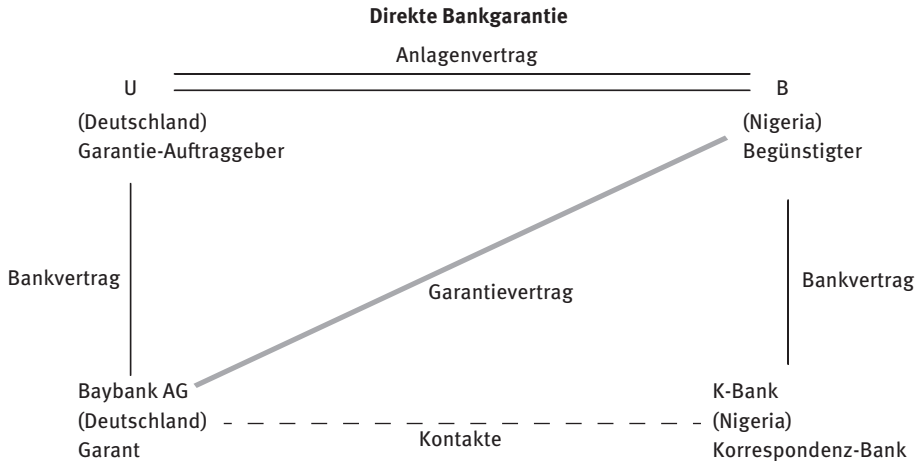 Direkte Bankgarantie
Anlagenvertrag
U
B
(Deutschland)
(Nigeria)
Garantie-Auftraggeber
Begünstigter
Bankvertrag
Garantievertrag
Bankvertrag
Baybank AG
K-Bank
(Deutschland)
(Nigeria)
Kontakte
Garant
Korrespondenz-Bank